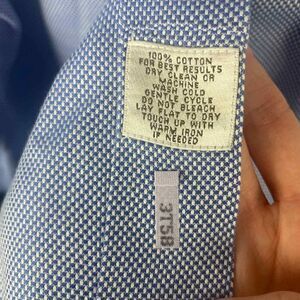 100% COTTON
FOR BEST RESULTS
DRY CLEAN OR
MACHINE
WASH COLD
GENTLE CYCLE
DO NOT BLEACH
LAY FLAT TO DRY
TOUCH UP WITH
WARM IRON
IF NEEDED
3T5B